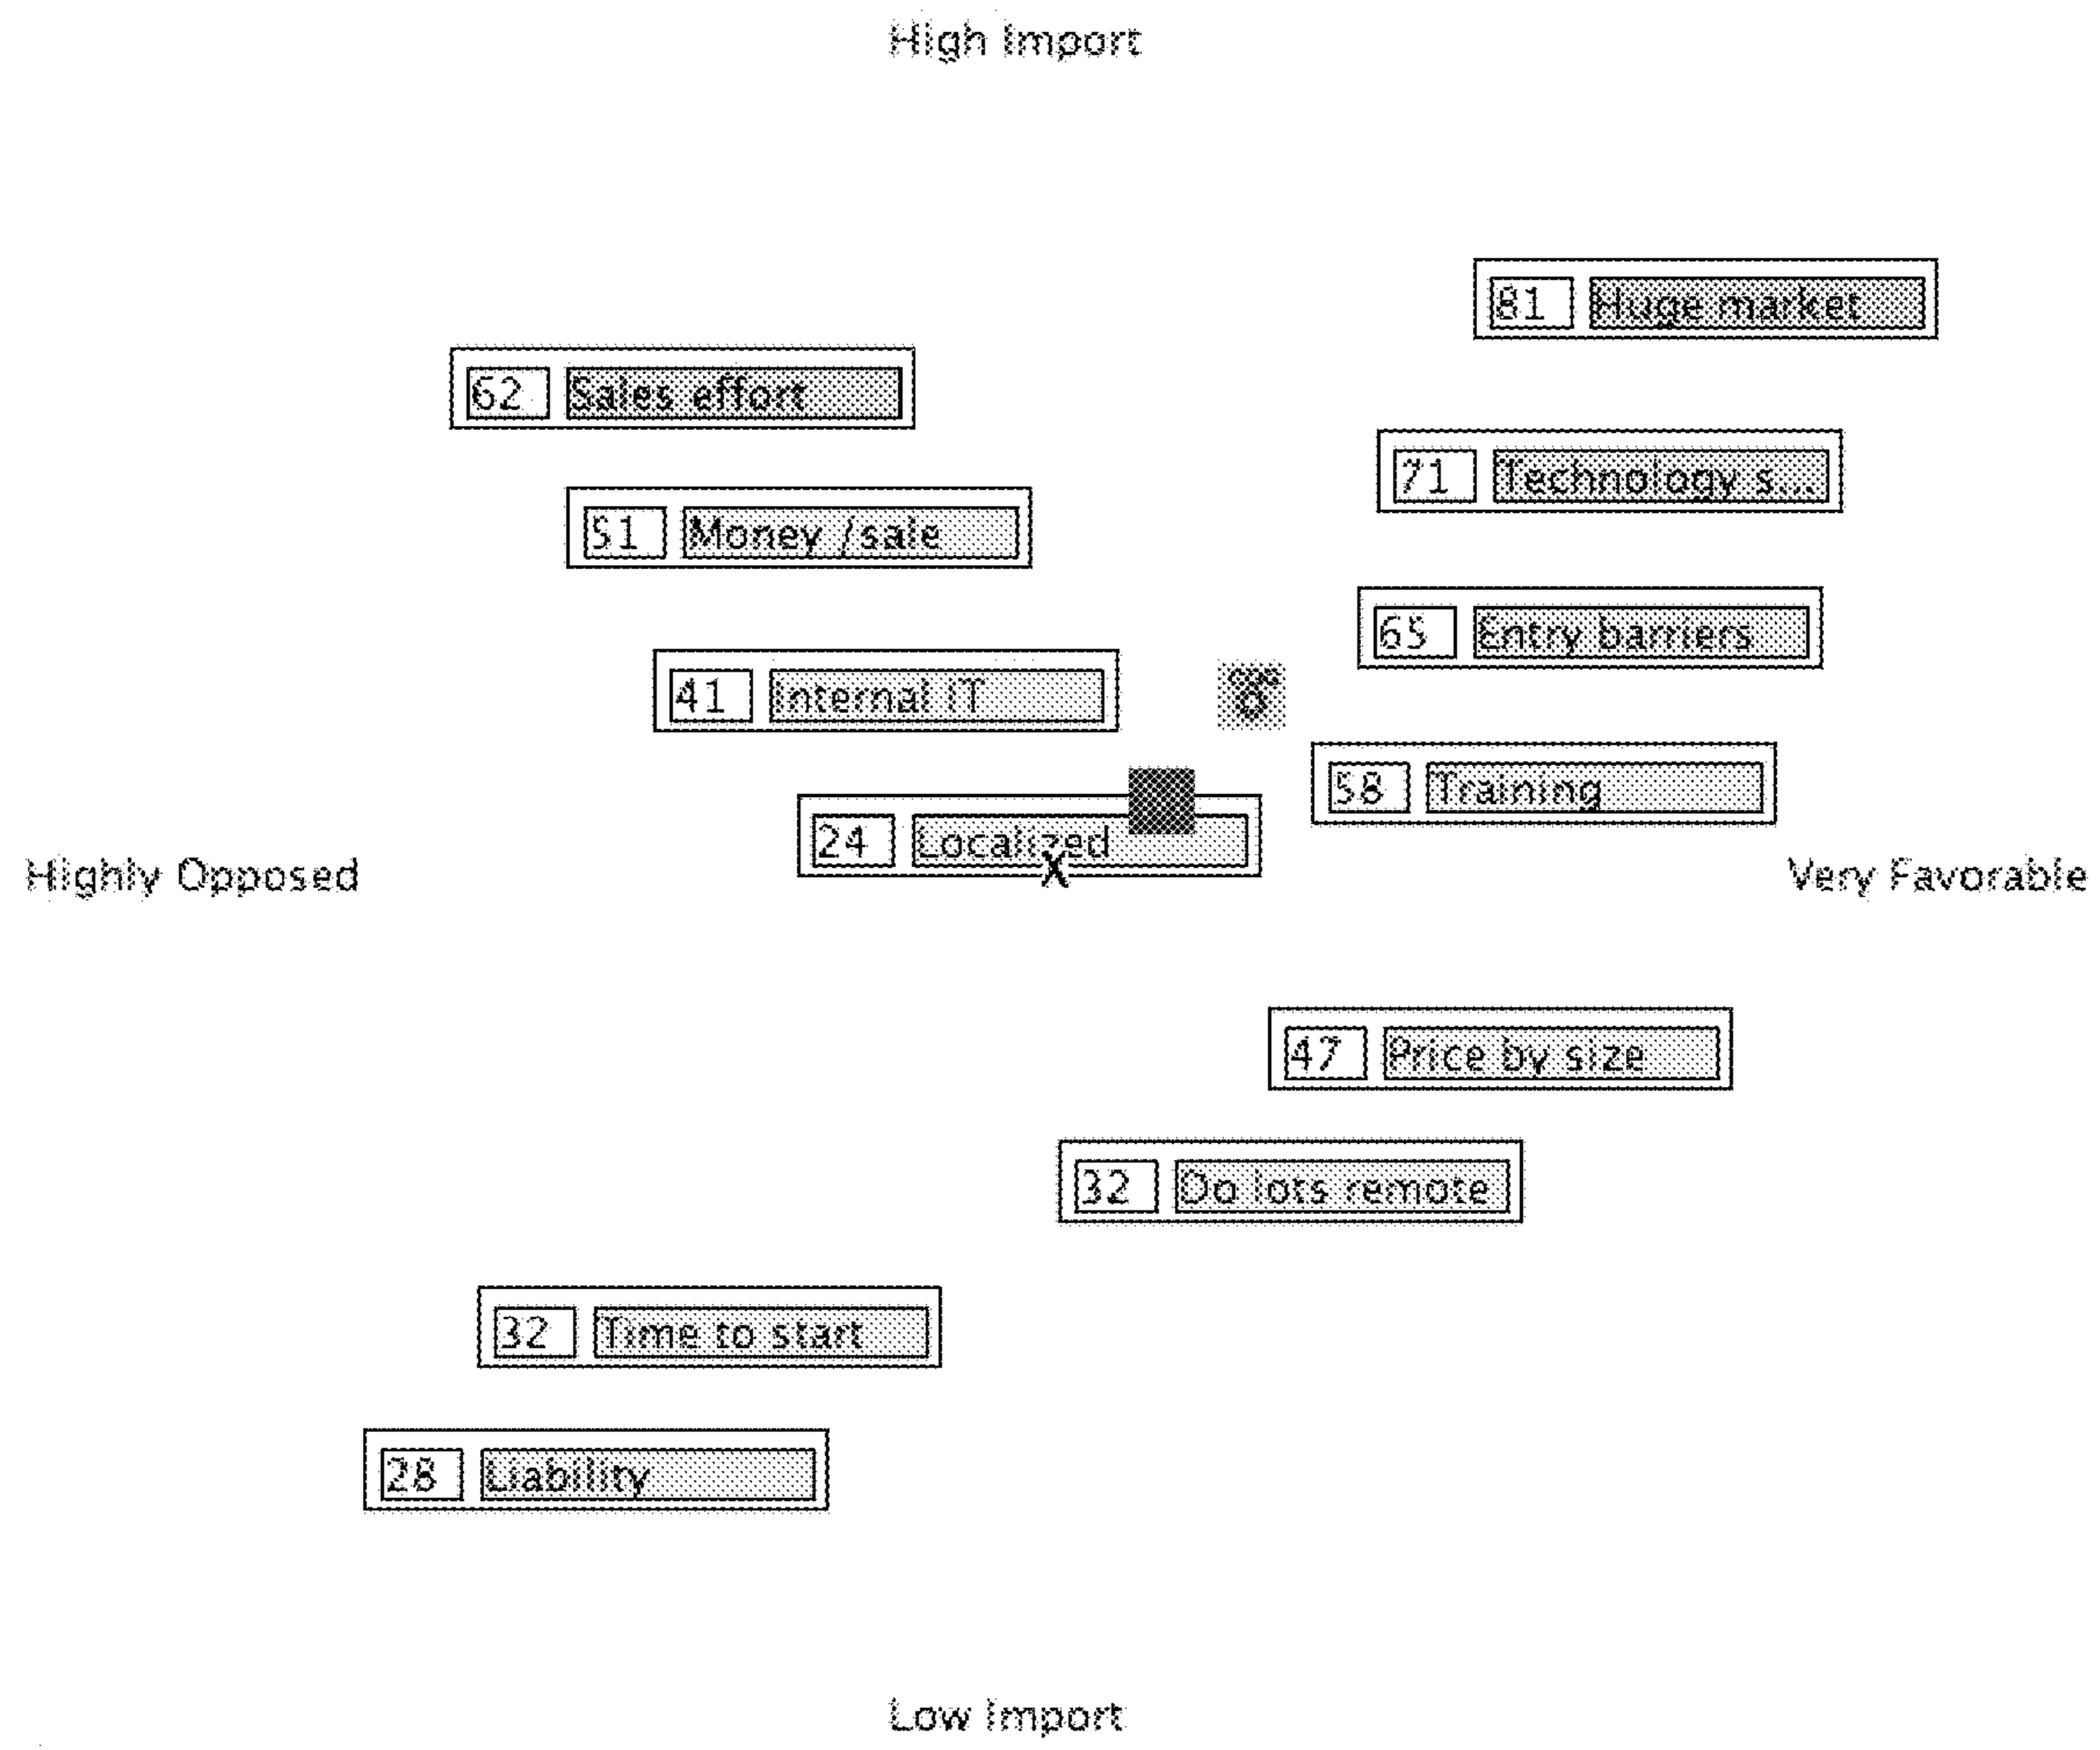 High Import
81 Huge market
62 Sales effort
71 Technology s...
51 Money /sale
65 Entry barriers
41 Internal IT
58 Training
24 Localized
X
Highly Opposed
Very Favorable
47 Price by size
32 Do lots remote
32 Time to start
28 Liability
Low Import